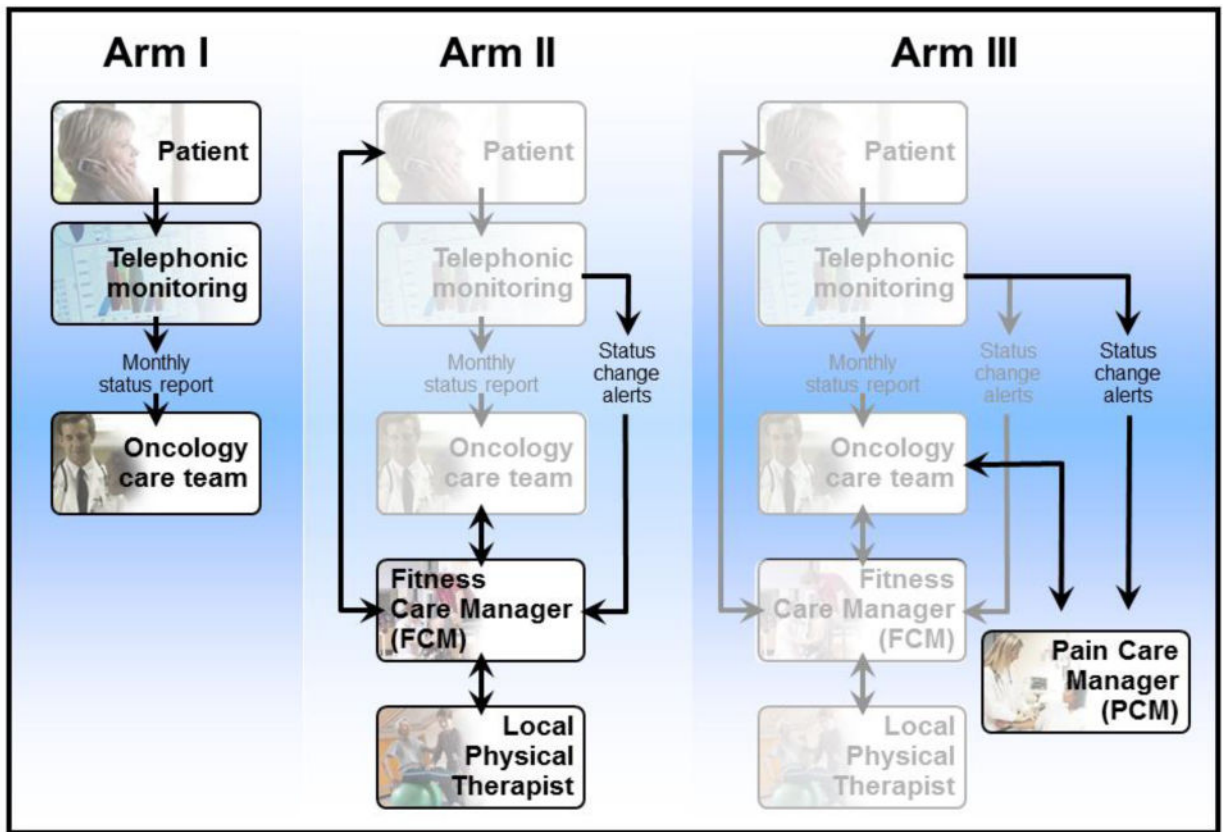 Arm I
Patient
Telephonic
monitoring
Monthly
status report
Oncology
care team
Arm II
Patient
Telephonic
monitoring
Monthly
status report
Status
change
alerts
Oncology
care team
Fitness
Care Manager
(FCM)
Local
Physical
Therapist
Arm III
Patient
Telephonic
monitoring
Monthly
status report
Status
change
alerts
Status
change
alerts
Oncology
care team
Fitness
Care Manager
(FCM)
Pain Care
Manager
(PCM)
Local
Physical
Therapist